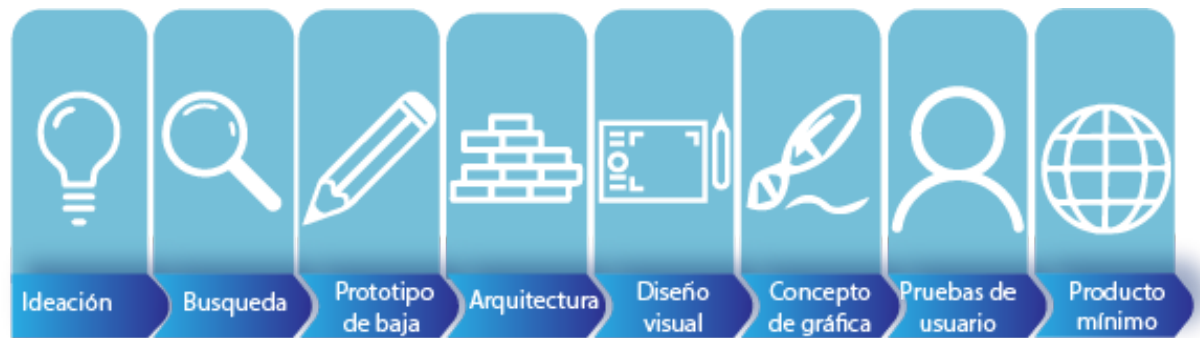 Ideación
Busqueda
Prototipo
de baja
Arquitectura
Diseño
visual
Concepto
de gráfica
Pruebas de
usuario
Producto
mínimo